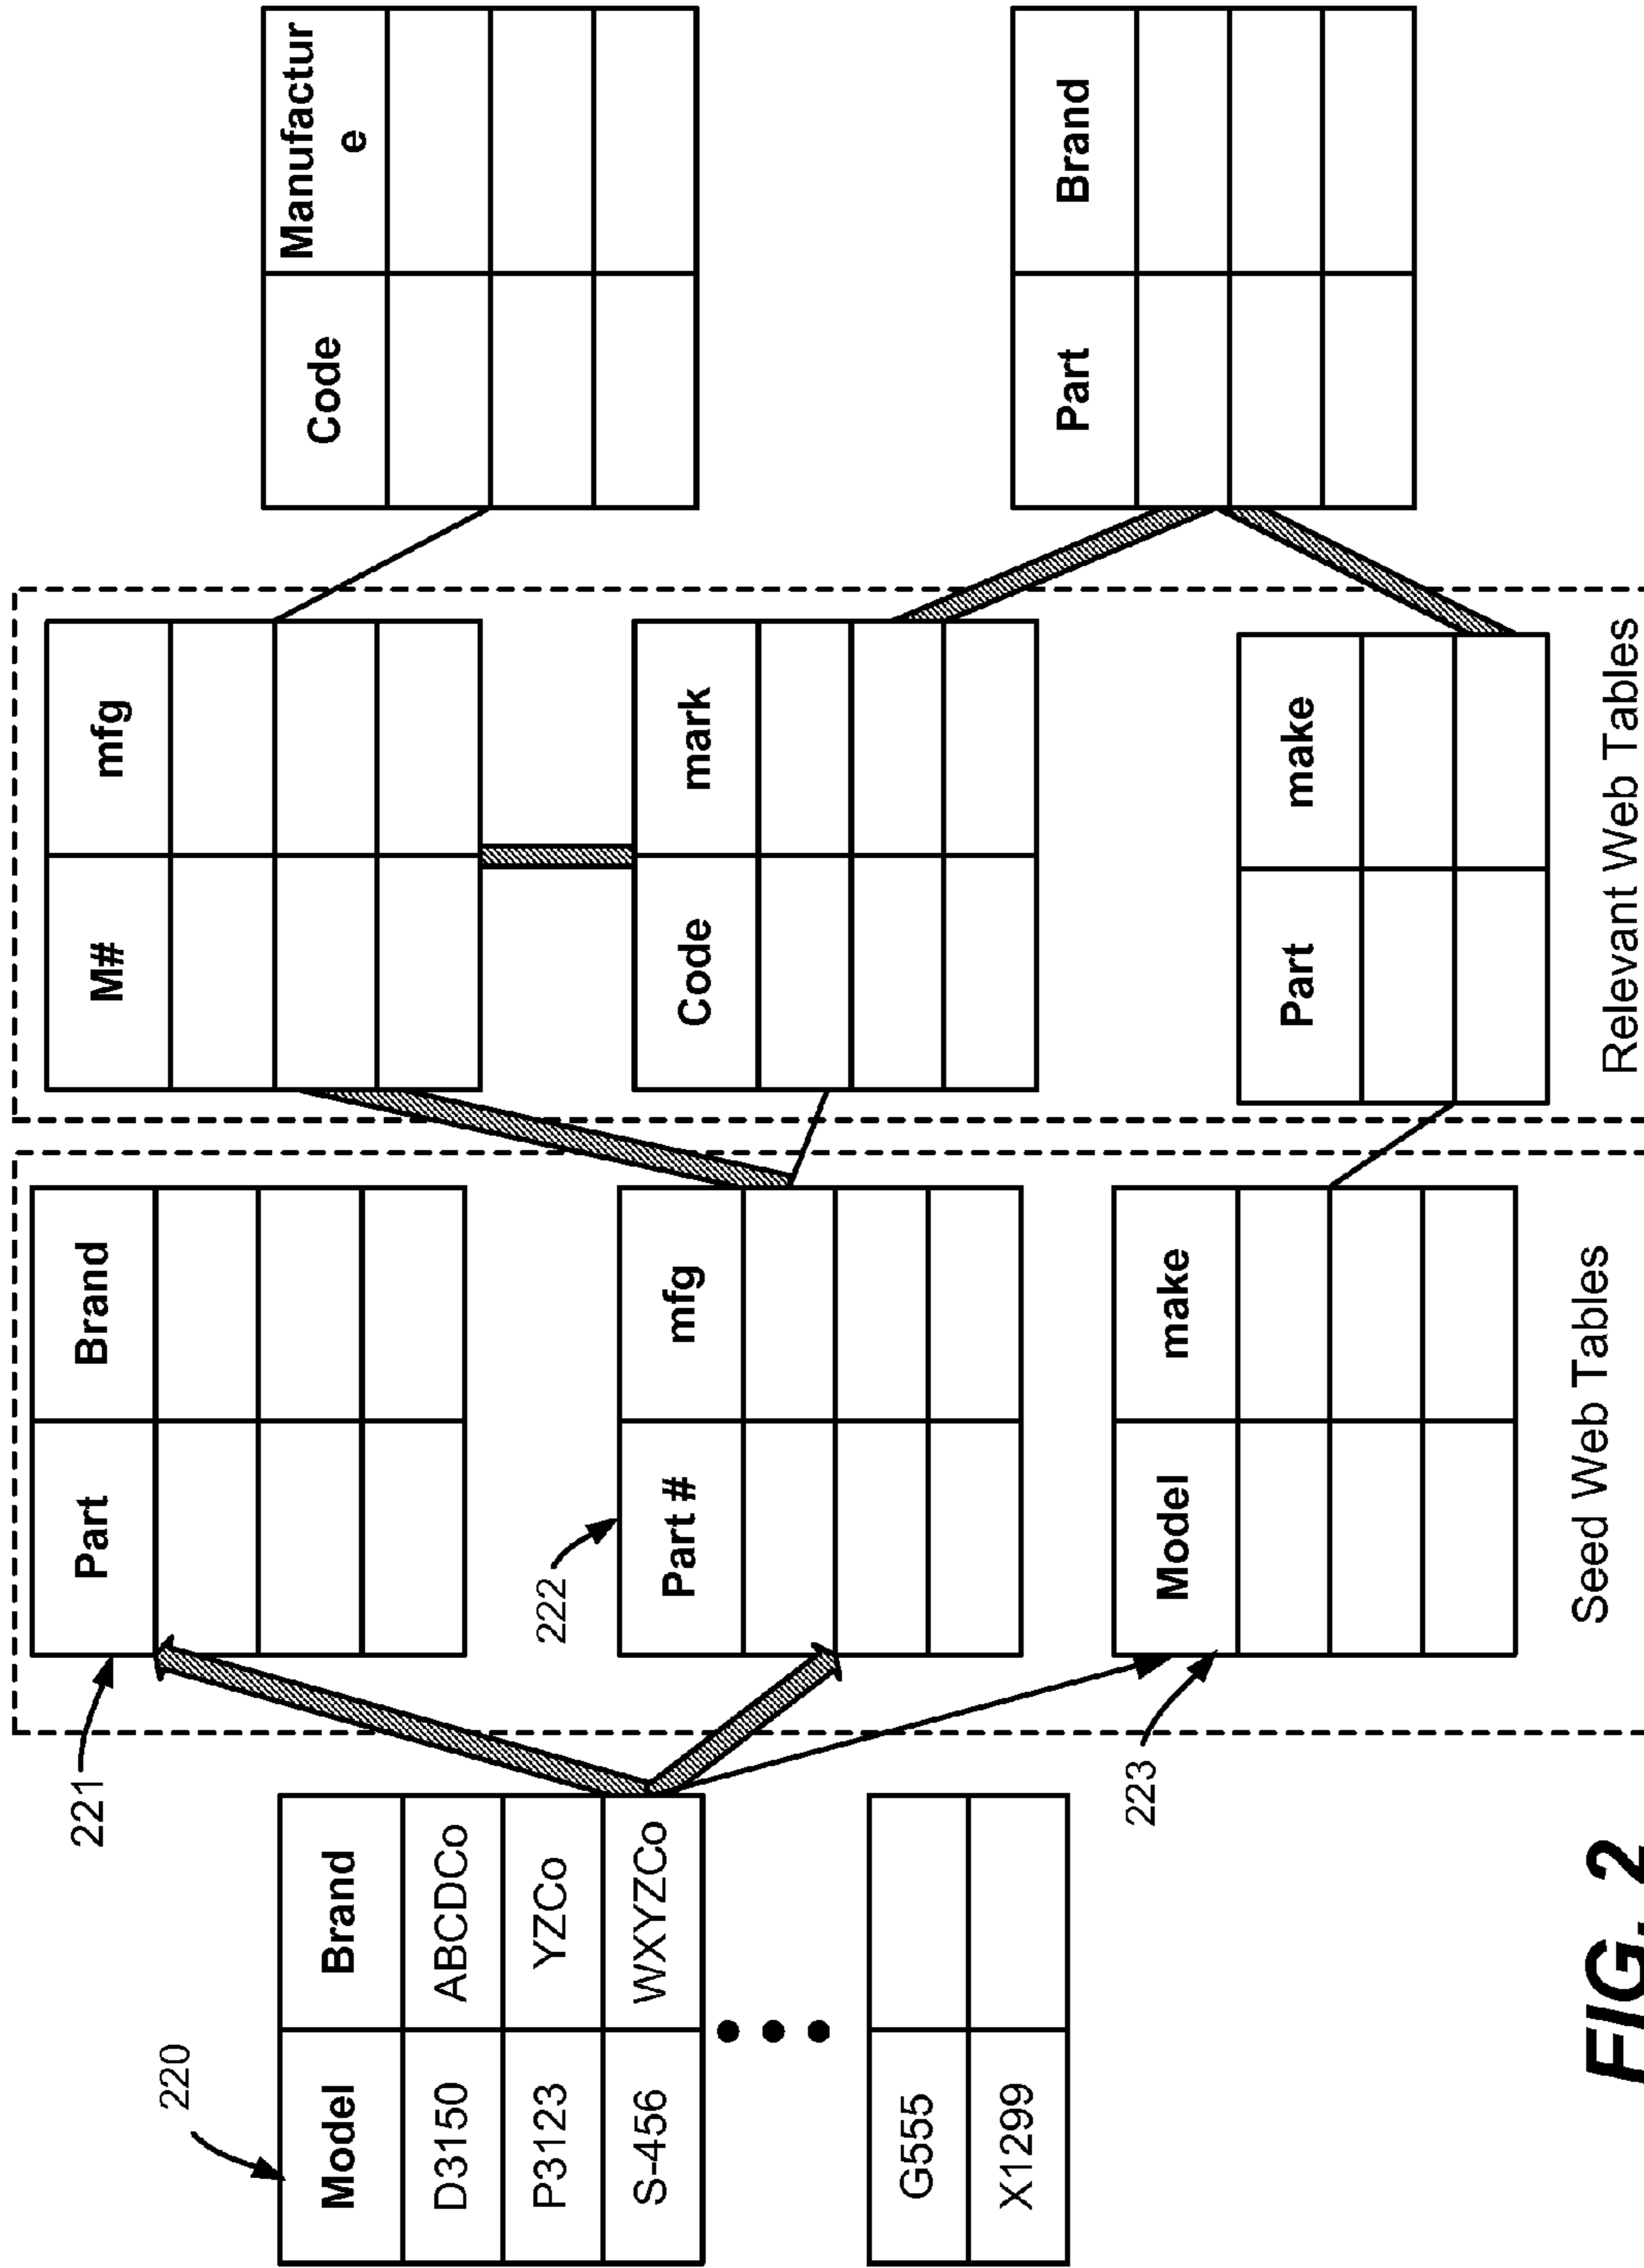 220
Model Brand
D3150 ABCDCo
P3123 YZCo
S-456 WXYZCo
G555
X1299
221
Part Brand
222
Part # mfg
223
Model make
Seed Web Tables
M# mfg
Code mark
Part make
Relevant Web Tables
Code Manufactur
e
Part Brand
FIG. 2